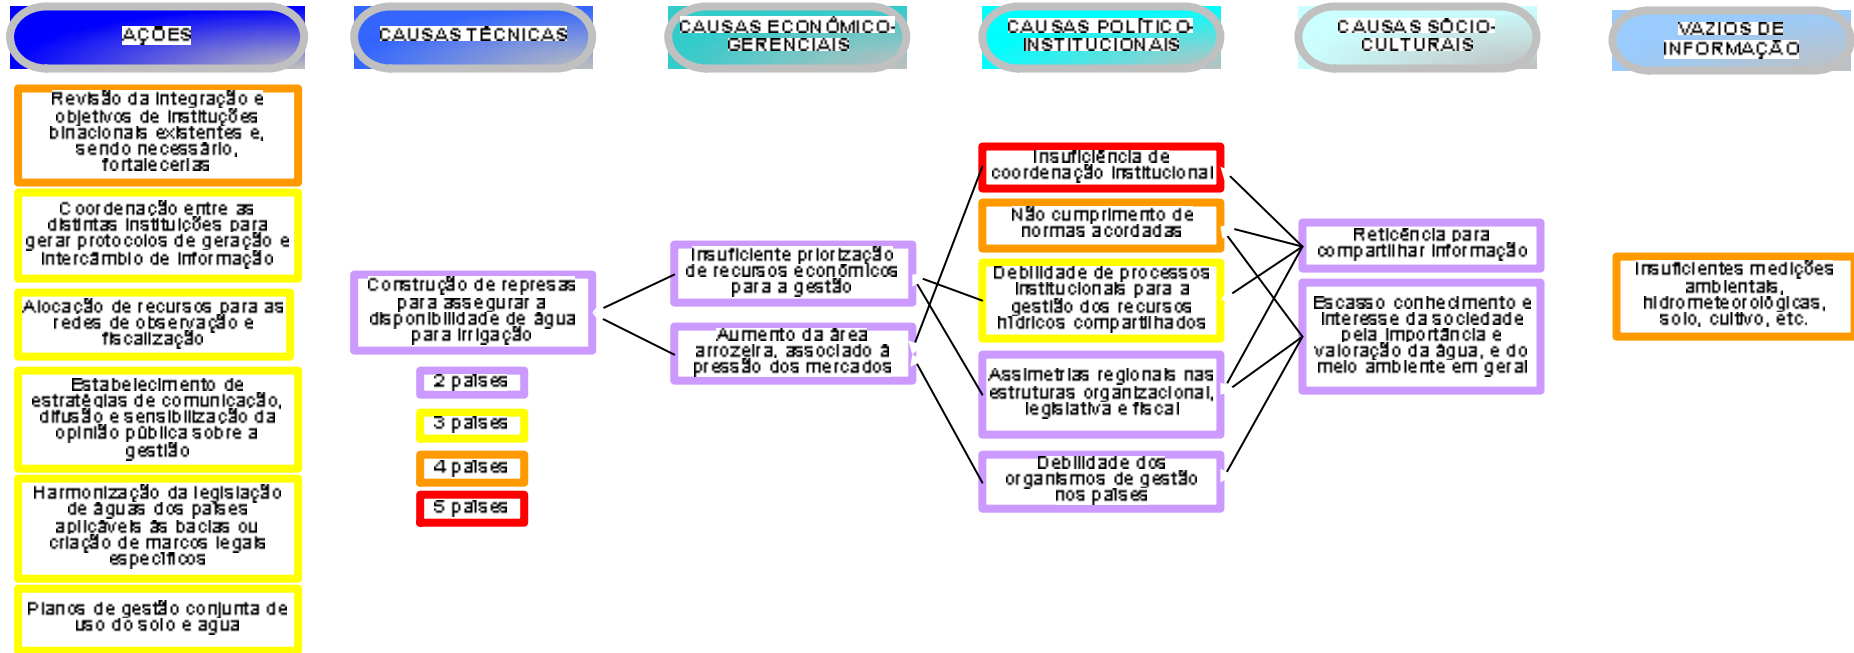 AÇÕES
Revisão da integração e
objetivos de instituções
binacionais existentes e,
sendo necessário,
fortalecerlas
Coordenação entre as
distintas instituições para
gerar protocolos de geração e
intercâmbio de informação
Alocação de recursos para as
redes de observação e
fiscalização
Estabelecimento de
estratégias de comunicação,
difusão e sensibilização da
opinião pública sobre a
gestião
Harmonização da legislação
de águas dos países
aplicáveis às bacias ou
criação de marcos legais
específicos
Planos de gestão conjunta de
uso do solo e agua
CAUSAS TÉCNICAS
Construção de represas
para assegurar a
disponibilidade de água
para irrigação
2 países
3 países
4 países
5 países
CAUSAS ECONÔMICO-
GERENCIAIS
Insuficiente priorização
de recursos econômicos
para a gestão
Aumento da área
arrozeira, associado à
pressão dos mercados
CAUSAS POLÍTICO-
INSTITUCIONAIS
Insuficiência de
coordenação institucional
Não cumprimento de
normas acordadas
Debilidade de processos
institucionais para a
gestião dos recursos
hídricos compartilhados
Assimetrias regionais nas
estruturas organizacional,
legislativa e fiscal
Debilidade dos
organismos de gestão
nos países
CAUSAS SÓCIO-
CULTURAIS
Reticência para
compartilhar informação
Escasso conhecimento e
interesse da sociedade
pela importância e
valoração da água, e do
meio ambiente em geral
VAZIOS DE
INFORMAÇÃO
Insuficientes medições
ambientais,
hidrometeorológicas,
solo, cultivo, etc.